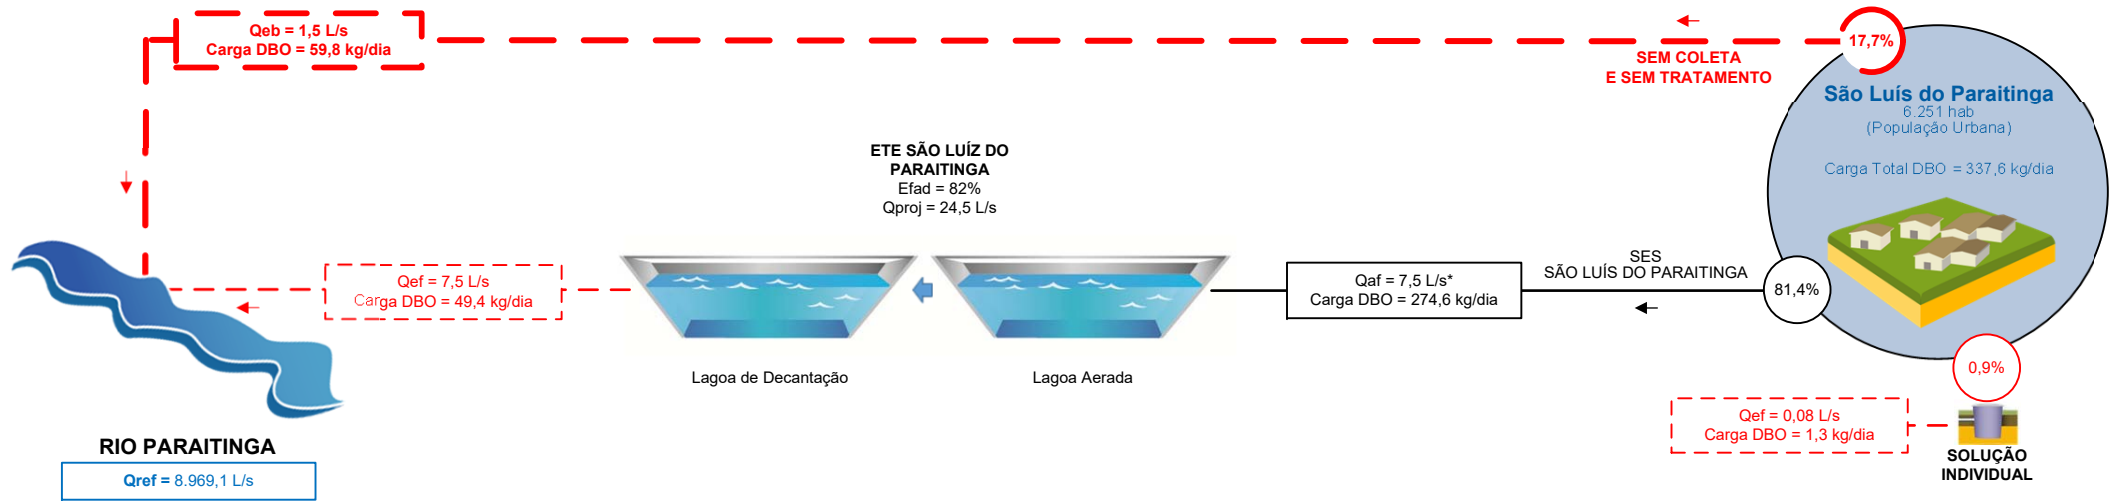 Qeb = 1,5 L/s
Carga DBO = 59,8 kg/dia
SEM COLETA
E SEM TRATAMENTO
17,7%
São Luís do Paraitinga
6.251 hab
(População Urbana)
Carga Total DBO = 337,6 kg/dia
ETE SÃO LUÍZ DO
PARAITINGA
Efad = 82%
Qproj = 24,5 L/s
Qef = 7,5 L/s
Carga DBO = 49,4 kg/dia
Lagoa de Decantação
Lagoa Aerada
Qaf = 7,5 L/s*
Carga DBO = 274,6 kg/dia
SES
SÃO LUÍS DO PARAITINGA
81,4%
0,9%
Qef = 0,08 L/s
Carga DBO = 1,3 kg/dia
SOLUÇÃO
INDIVIDUAL
RIO PARAITINGA
Qref = 8.969,1 L/s